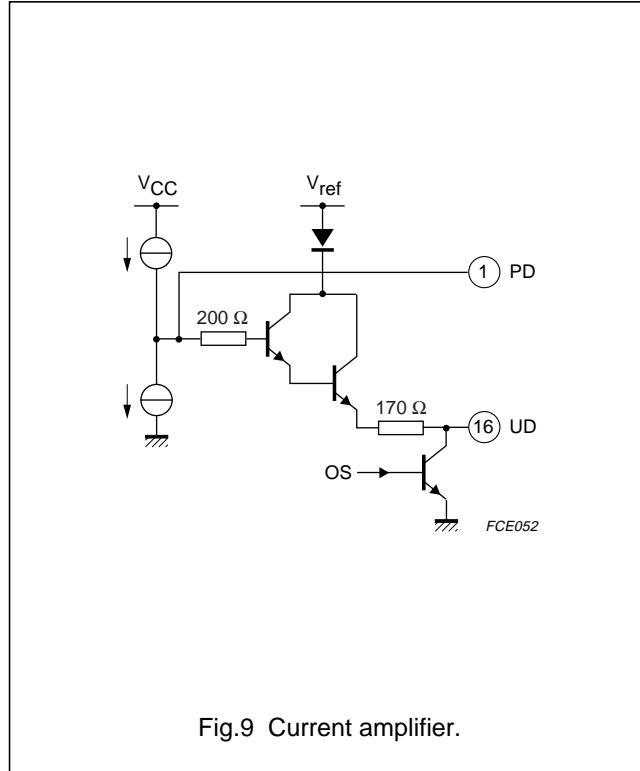 VCC
Vref
1 PD
200 Ω
170 Ω
16 UD
OS
FCE052
Fig.9 Current amplifier.